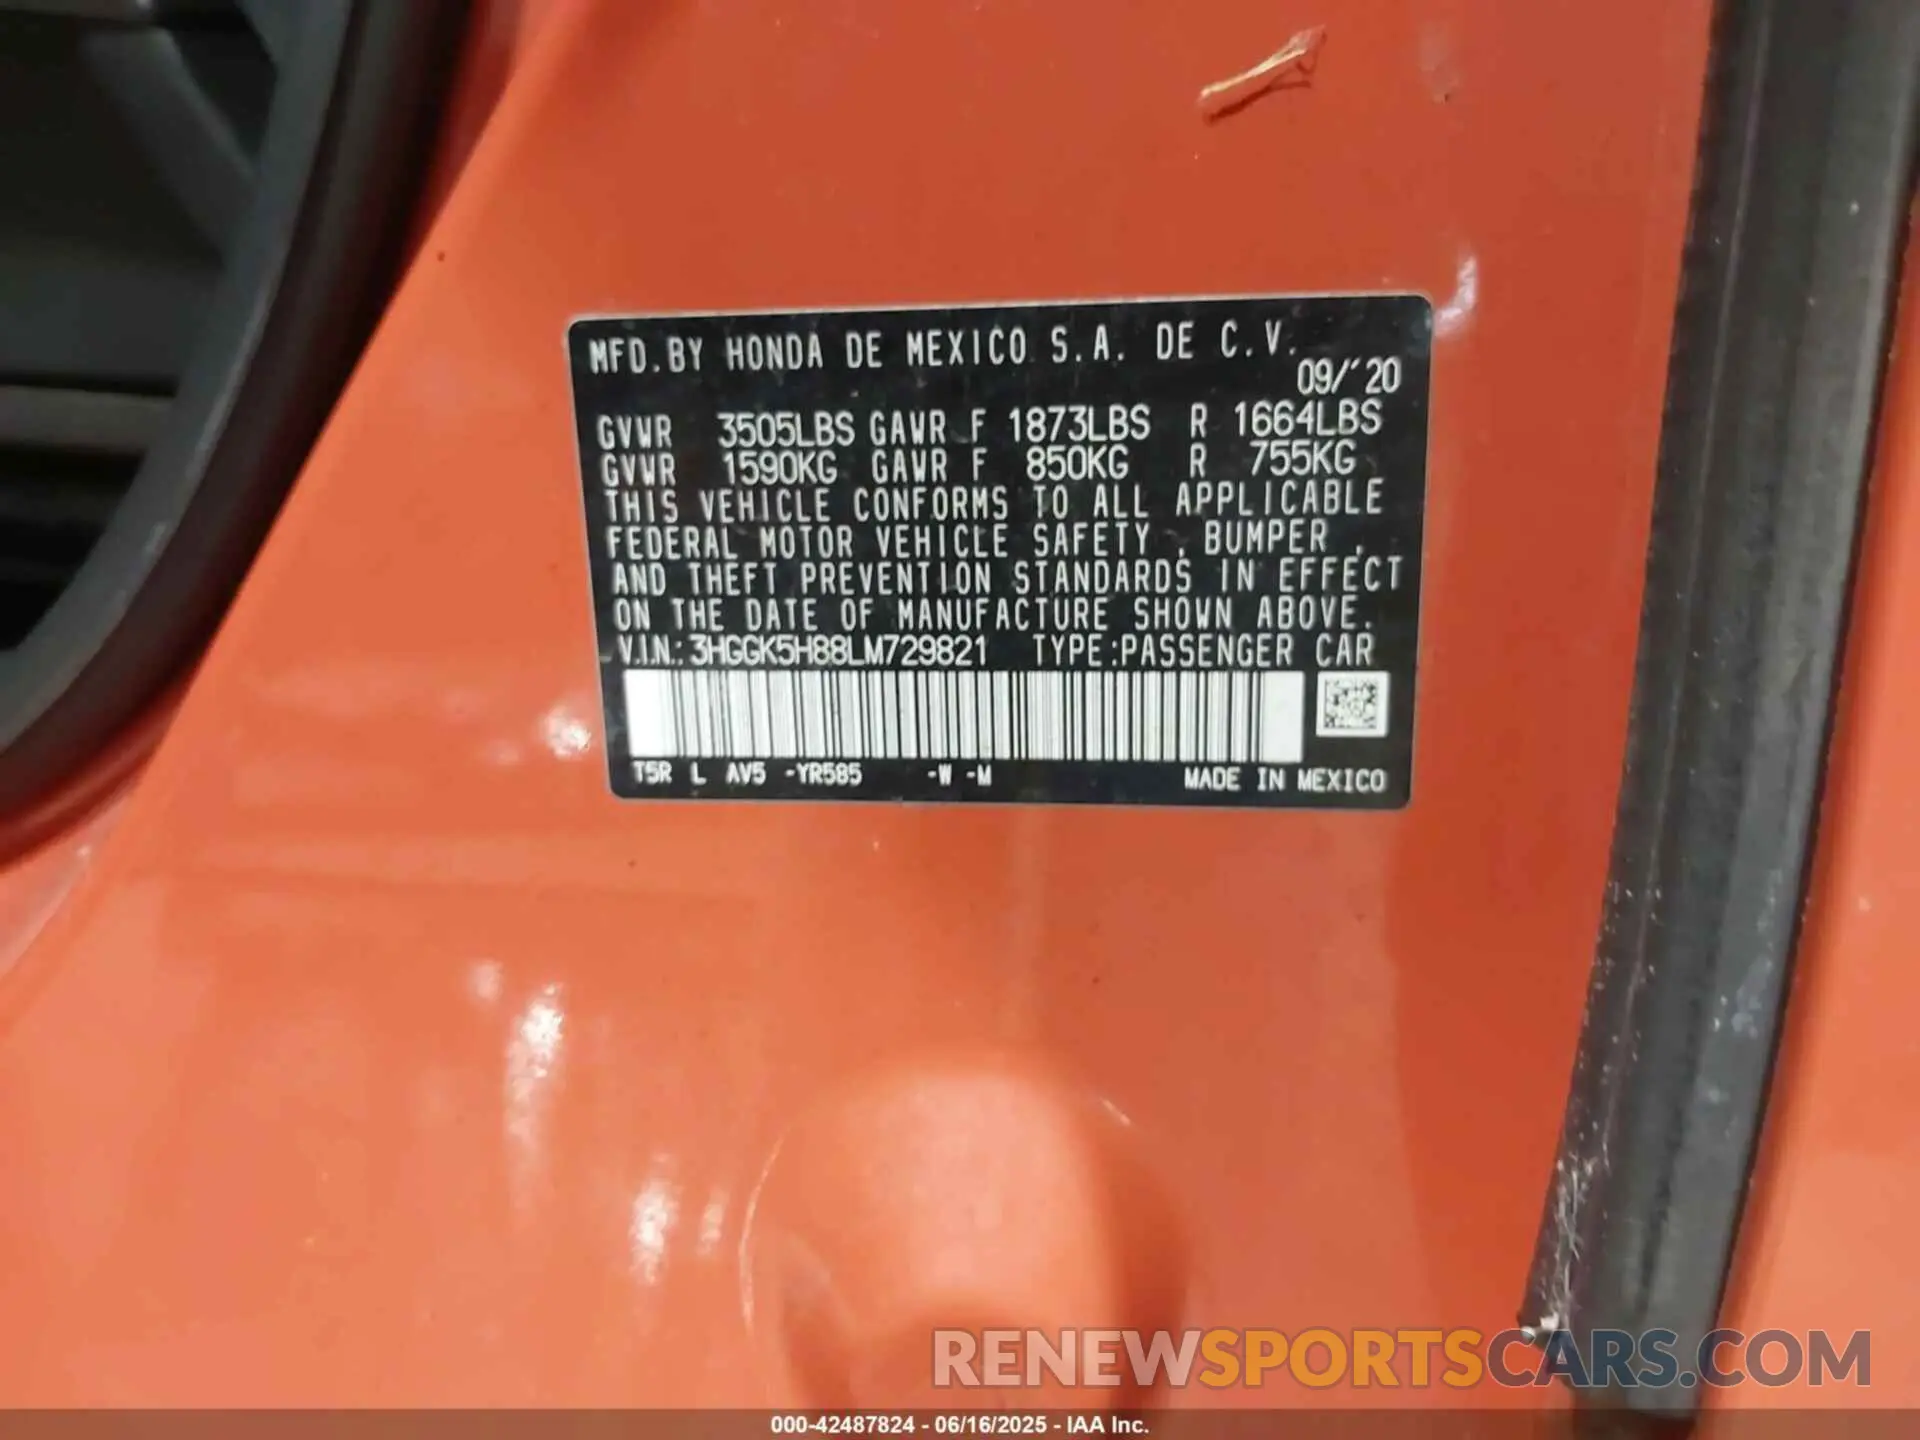 MFD.BY HONDA DE MEXICO S.A. DE C.V.
09/´20
GVWR 3505LBS GAWR F 1873LBS R 1664LBS
GVWR 1590KG GAWR F 850KG R 755KG
THIS VEHICLE CONFORMS TO ALL APPLICABLE
FEDERAL MOTOR VEHICLE SAFETY , BUMPER ,
AND THEFT PREVENTION STANDARDS IN EFFECT
ON THE DATE OF MANUFACTURE SHOWN ABOVE.
V.I.N.: 3HGGK5H88LM729821 TYPE:PASSENGER CAR
T5R L AV5 -YR585 -W -M MADE IN MEXICO
RENEWSPORTSCARS.COM
000-42487824 - 06/16/2025 - IAA Inc.